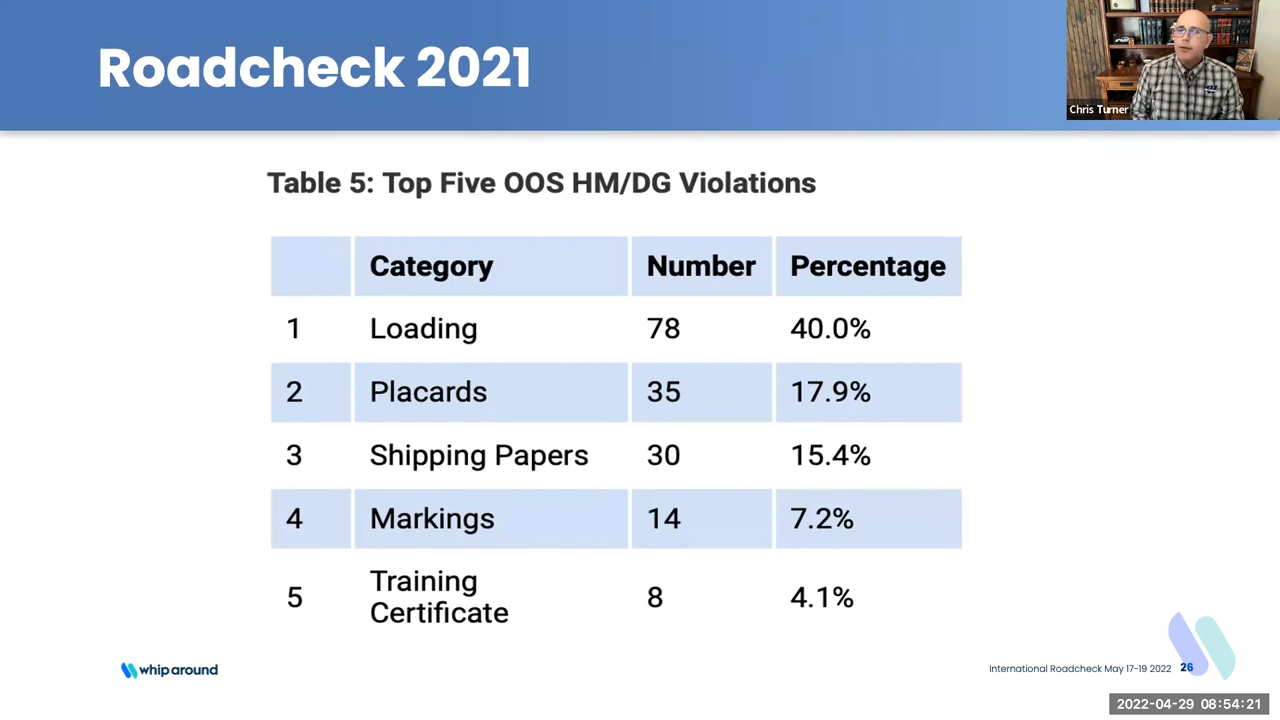 Roadcheck 2021
Chris Turner
Table 5: Top Five OOS HM/DG Violations
Category Number Percentage
1 Loading 78 40.0%
2 Placards 35 17.9%
3 Shipping Papers 30 15.4%
4 Markings 14 7.2%
5 Training Certificate 8 4.1%
whip around
International Roadcheck May 17-19 2022 26
2022-04-29 08:54:21